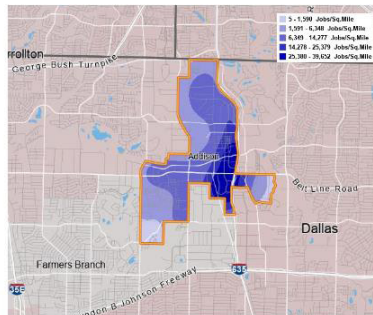 5 - 1,590 Jobs/Sq.Mile
1,591 - 6,348 Jobs/Sq.Mile
6,349 - 14,277 Jobs/Sq.Mile
14,278 - 25,379 Jobs/Sq.Mile
25,380 - 39,652 Jobs/Sq.Mile
rrollton
George Bush Turnpike
Addison
Belt Line Road
Dallas
Farmers Branch
635
ndon B Johnson Freeway